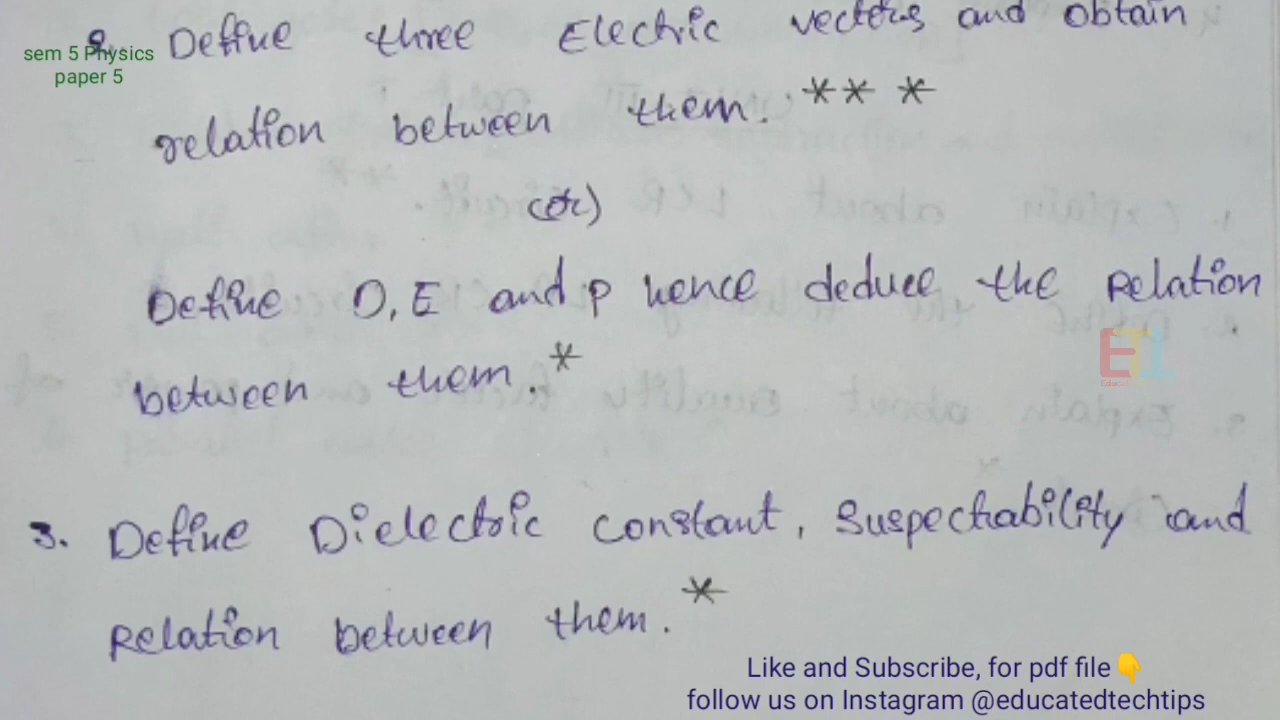 2. Define three Electric vectors and obtain
sem 5 Physics
paper 5
relation between them. ** *
(or)
Define D, E and P hence deduce the Relation
between them. *
ETL
3. Define Dielectric constant, Suspectability and
Relation between them. *
Like and Subscribe, for pdf file👇
follow us on Instagram @educatedtechtips